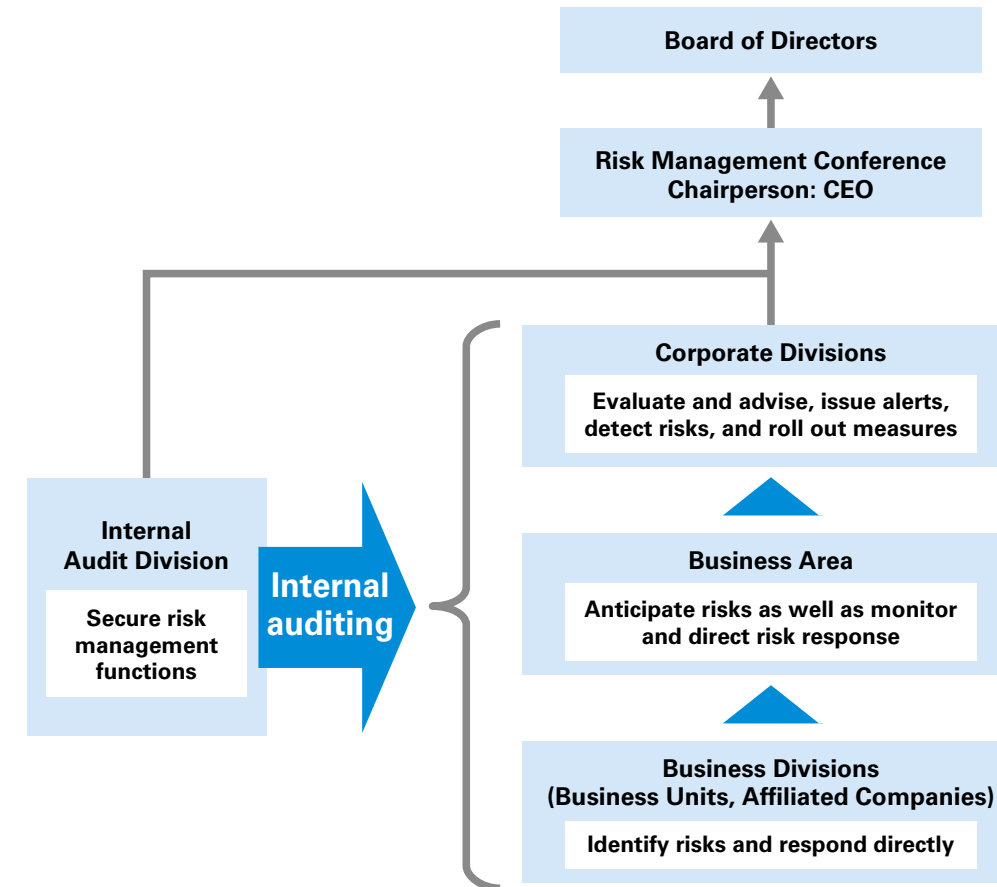 Board of Directors
Risk Management Conference
Chairperson: CEO
Corporate Divisions
Evaluate and advise, issue alerts,
detect risks, and roll out measures
Internal
Audit Division
Secure risk
management
functions
Internal
auditing
Business Area
Anticipate risks as well as monitor
and direct risk response
Business Divisions
(Business Units, Affiliated Companies)
Identify risks and respond directly